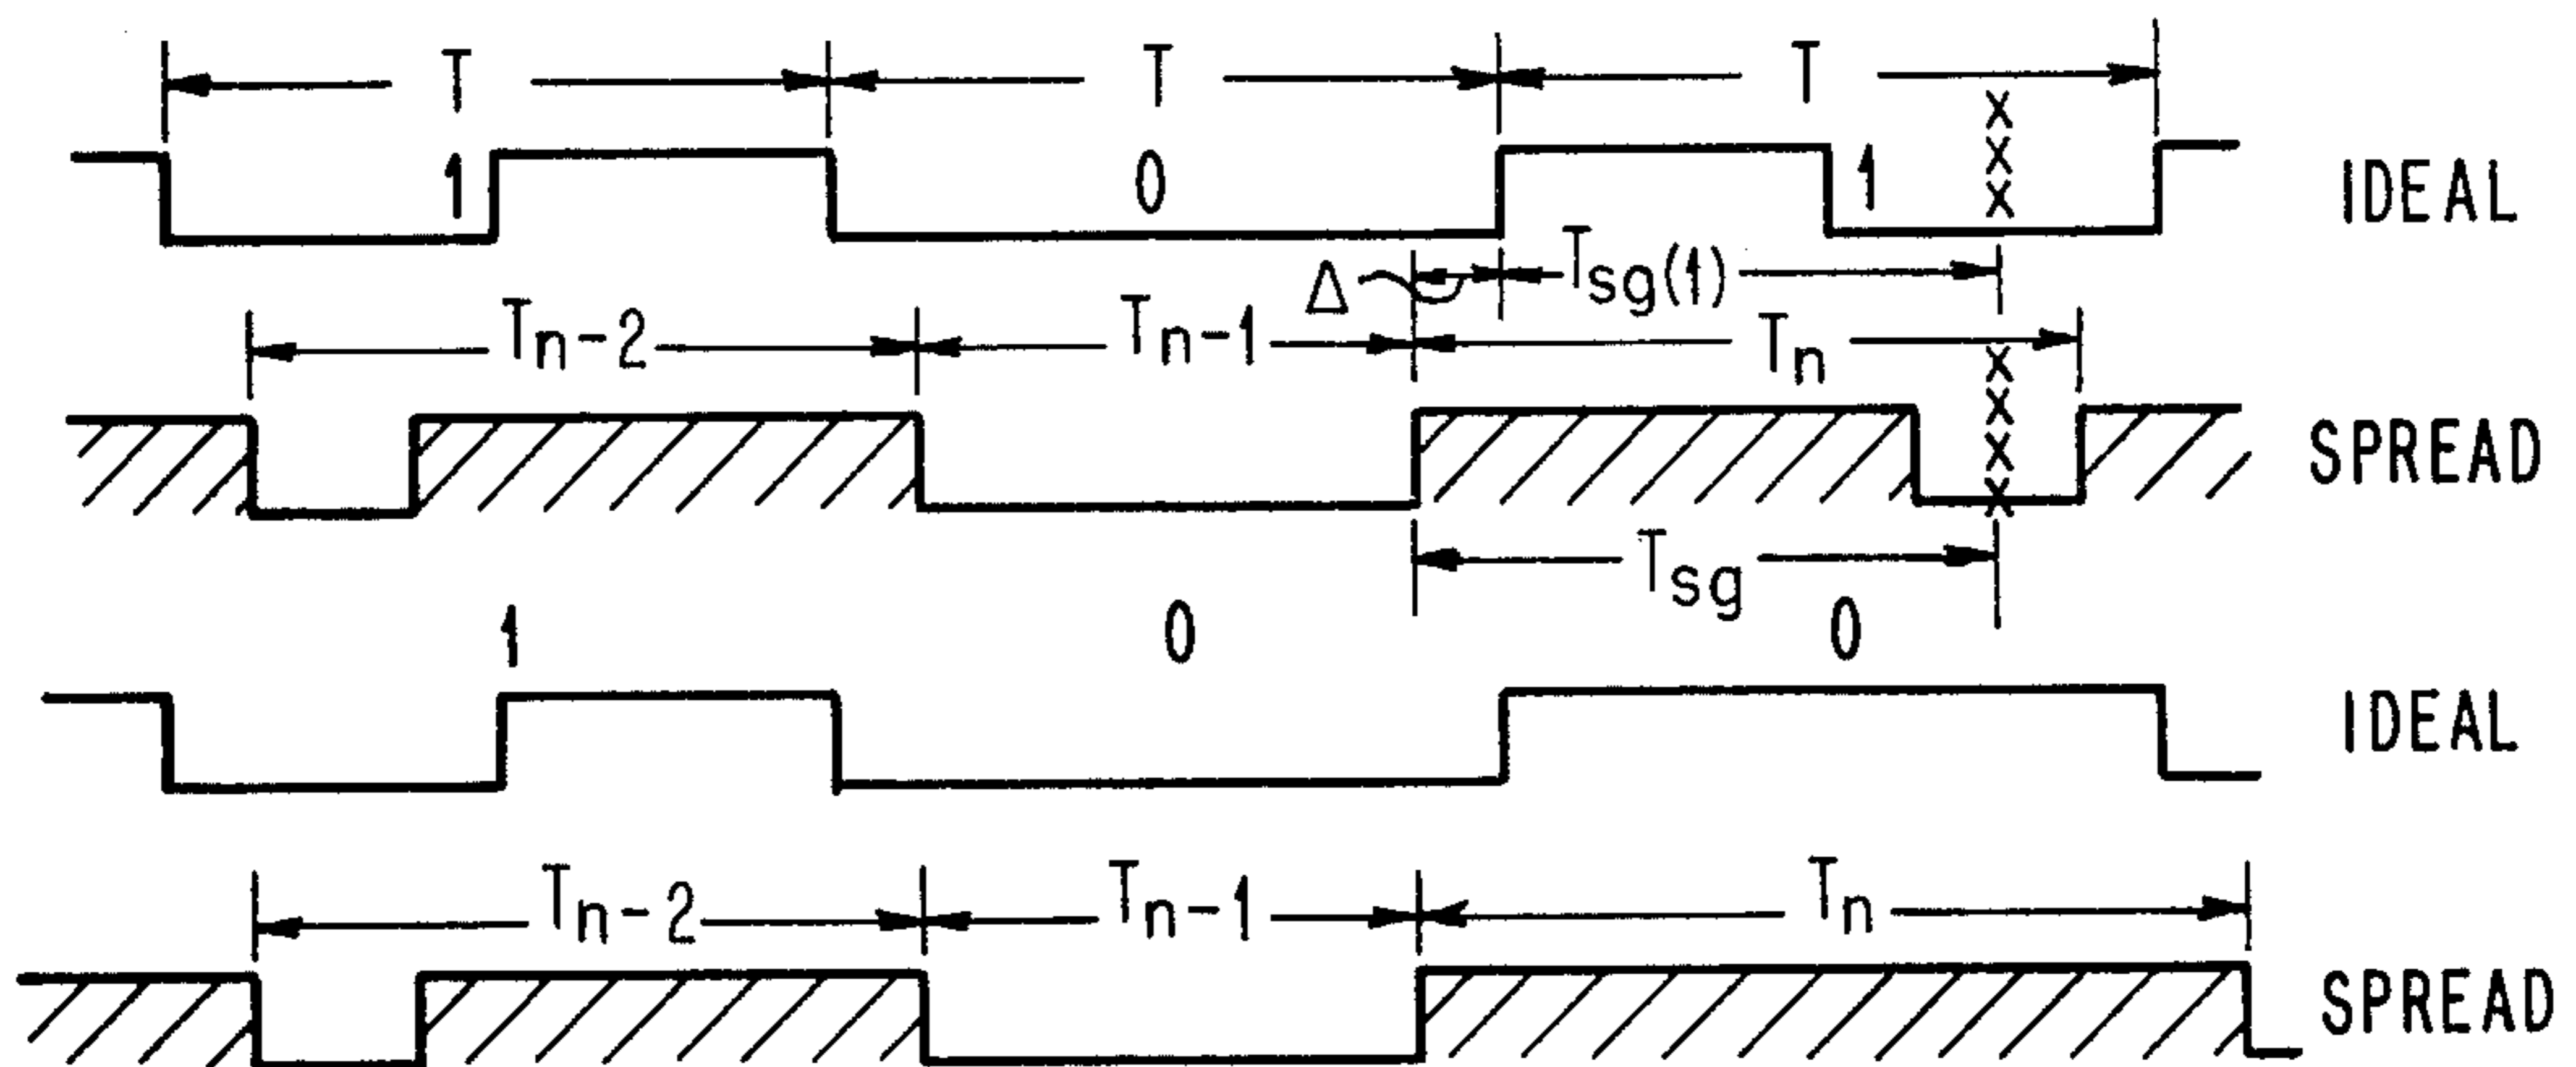 T T T
1 0 1 IDEAL
Δ Tsg(1)
Tn-2 Tn-1 Tn
SPREAD
Tsg
1 0 0
IDEAL
Tn-2 Tn-1 Tn
SPREAD